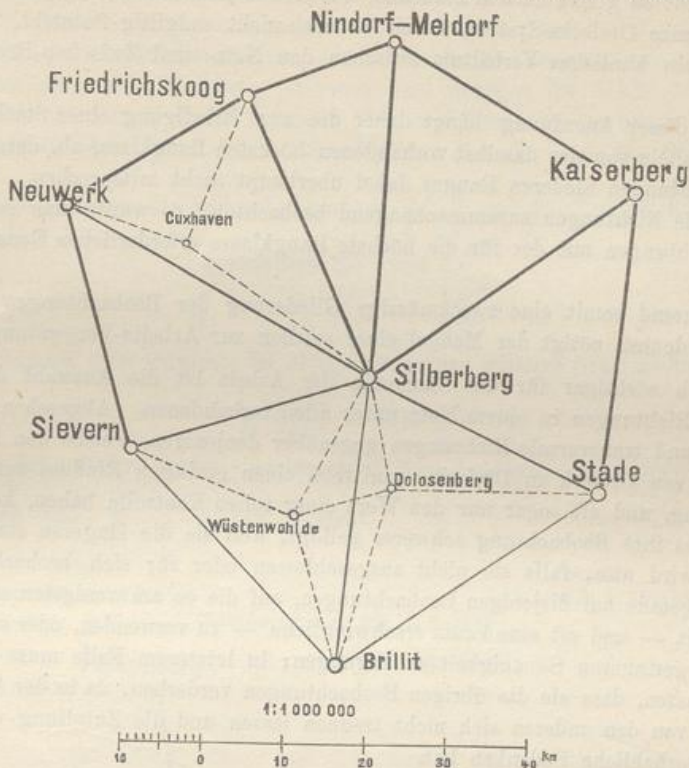 Nindorf-Meldorf
Friedrichskoog
Kaiserberg
Neuwerk
Cuxhaven
Silberberg
Sievern
Dolosenberg
Stade
Wüstenwohlde
Brillit
1:1 000 000
10 0 10 20 30 40 Km